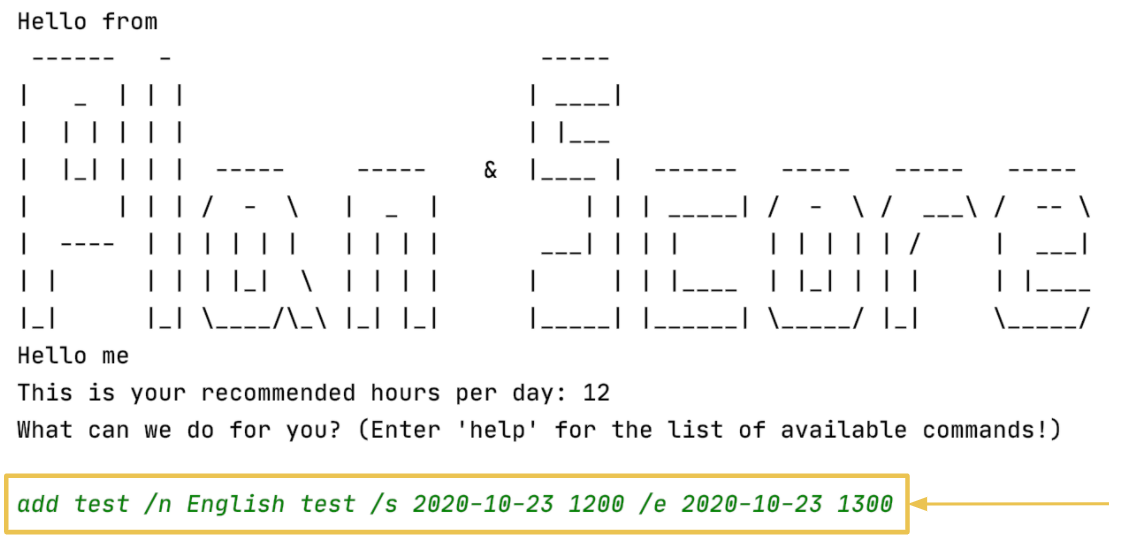 Hello from
Plan & Score
Hello me
This is your recommended hours per day: 12
What can we do for you? (Enter 'help' for the list of available commands!)
add test /n English test /s 2020-10-23 1200 /e 2020-10-23 1300